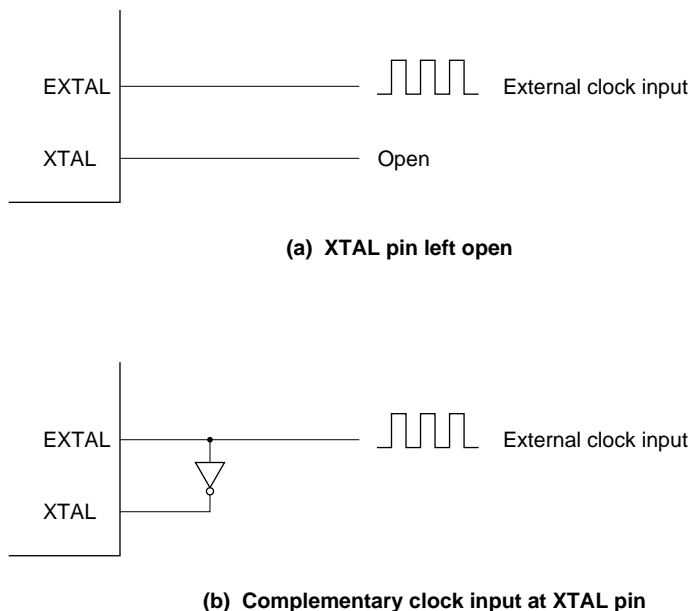 EXTAL External clock input
XTAL Open
(a) XTAL pin left open
EXTAL External clock input
XTAL
(b) Complementary clock input at XTAL pin